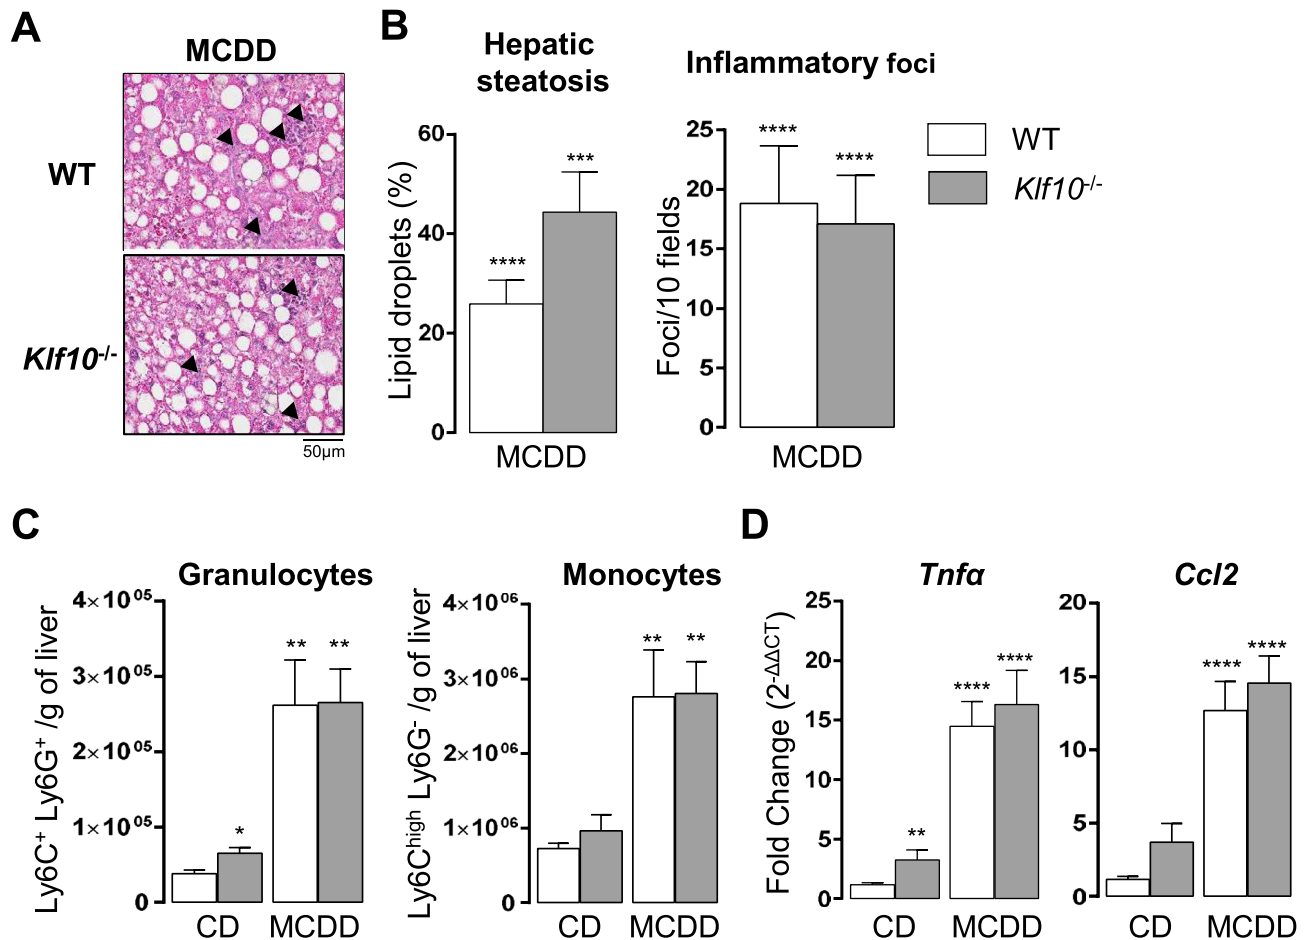 A
MCDD
WT
Klf10-/-
50µm
B
Hepatic
steatosis
Lipid droplets (%)
60
40
20
0
***
****
MCDD
Inflammatory foci
Foci/10 fields
25
20
15
10
5
0
****
****
MCDD
WT
Klf10-/-
C
Granulocytes
Ly6C+ Ly6G+ /g of liver
4×10^05
3×10^05
2×10^05
1×10^05
0
*
** **
CD MCDD
Monocytes
Ly6Chigh Ly6G- /g of liver
4×10^06
3×10^06
2×10^06
1×10^06
0
** **
CD MCDD
D
Tnfα
Fold Change (2-ΔΔCT)
25
20
15
10
5
0
**
**** ****
CD MCDD
Ccl2
20
15
10
5
0
**** ****
CD MCDD